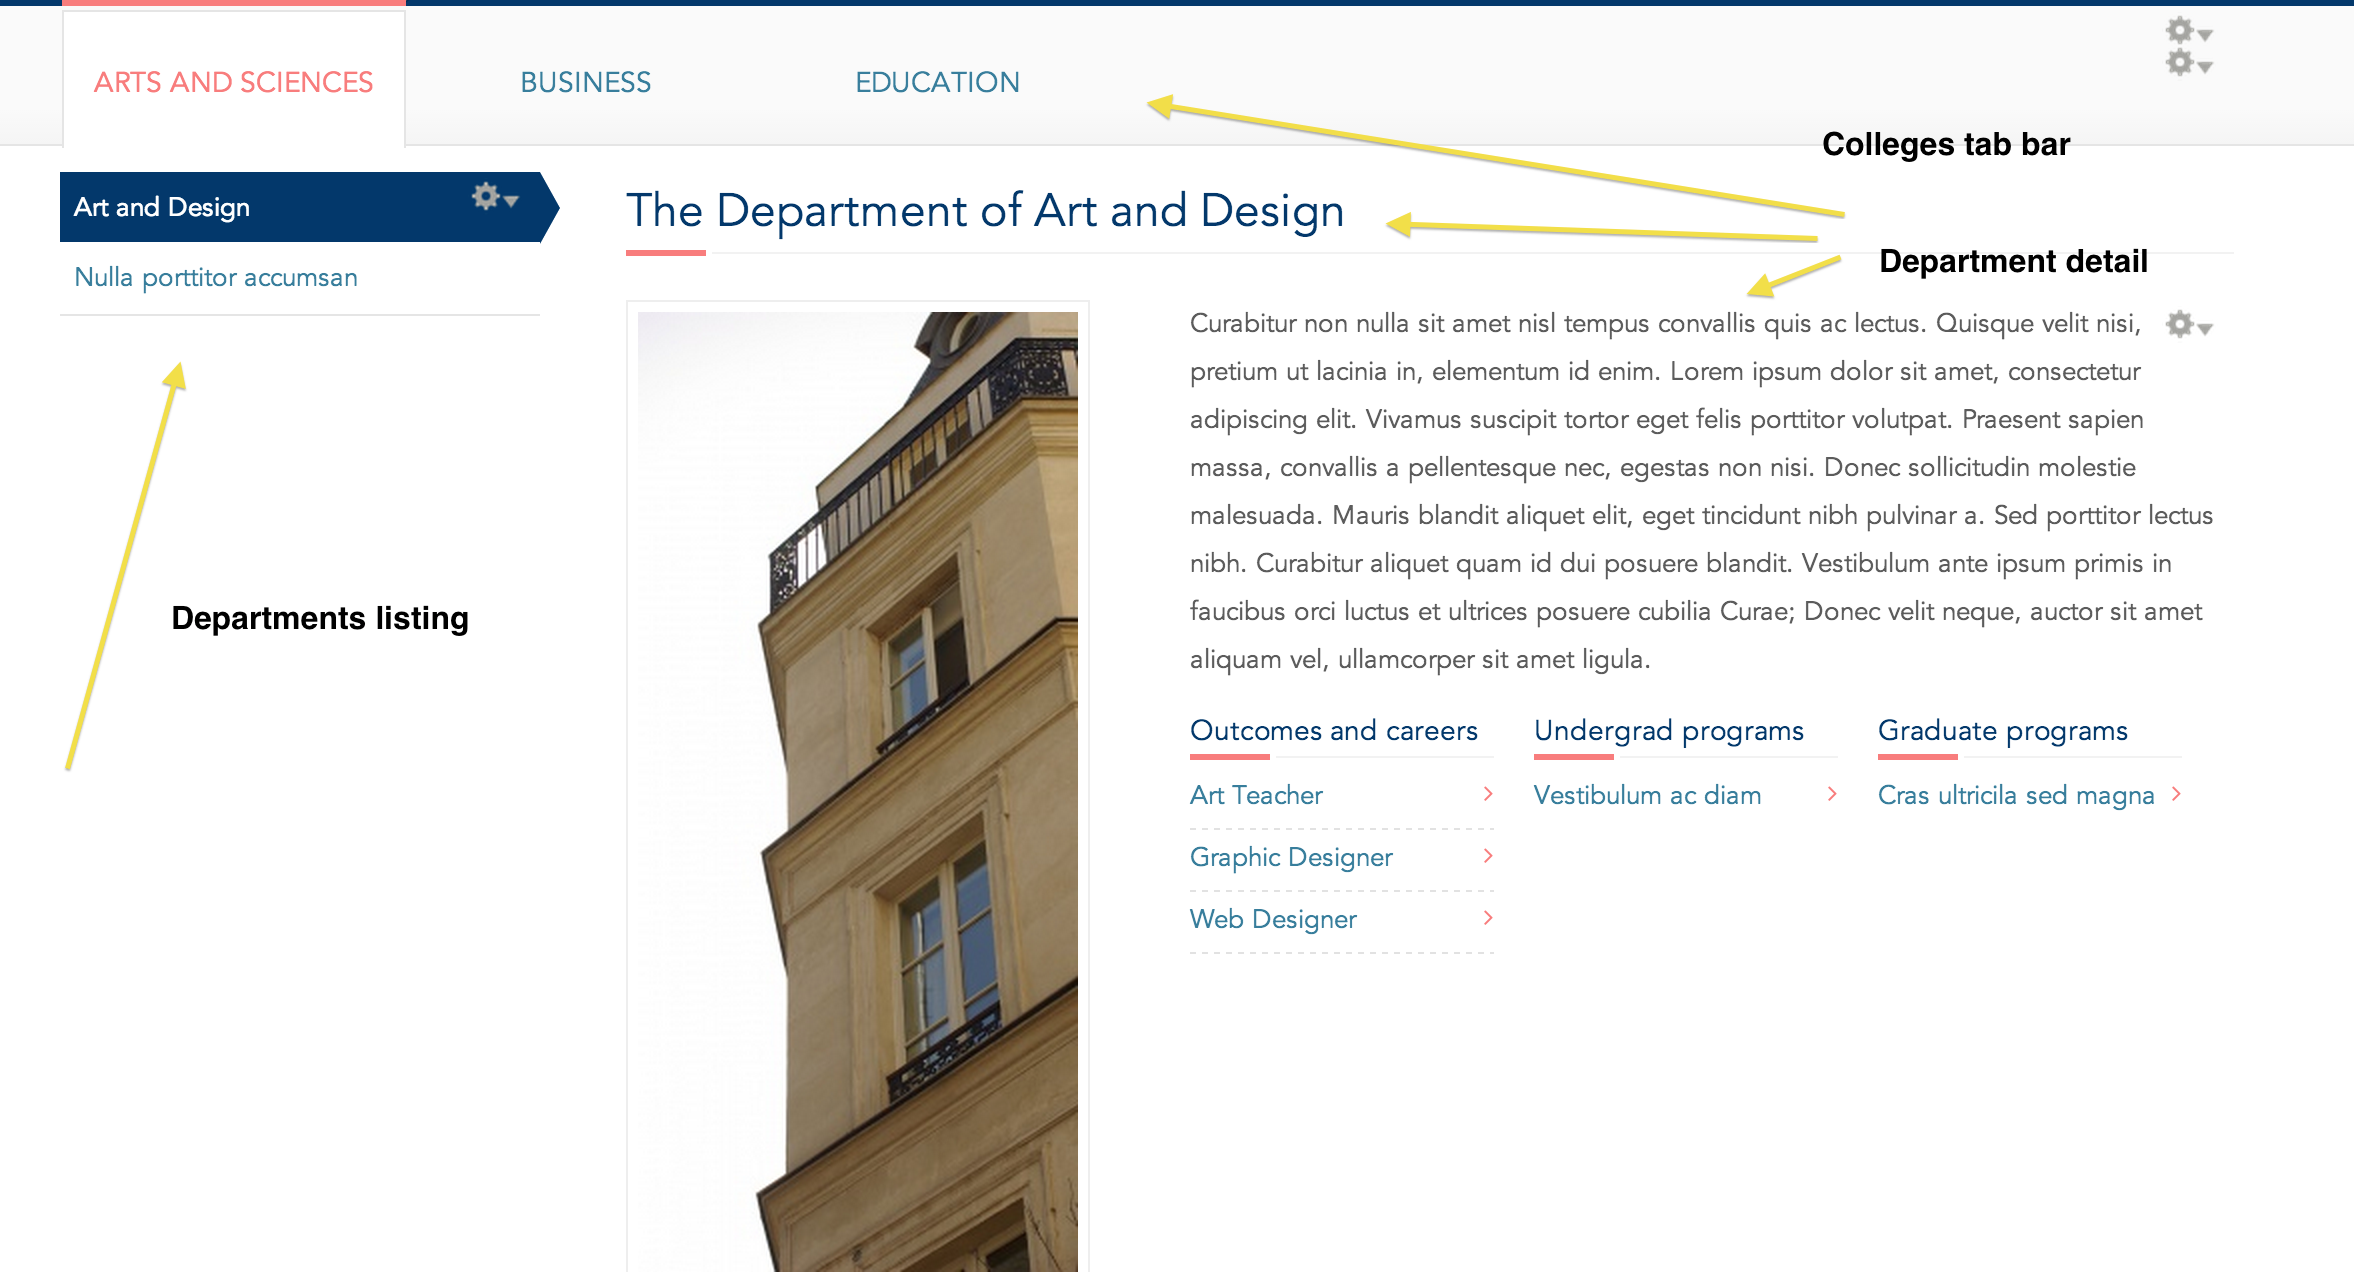 ARTS AND SCIENCES
BUSINESS
EDUCATION
Colleges tab bar
Art and Design
Nulla porttitor accumsan
The Department of Art and Design
Department detail
Departments listing
Curabitur non nulla sit amet nisl tempus convallis quis ac lectus. Quisque velit nisi,
pretium ut lacinia in, elementum id enim. Lorem ipsum dolor sit amet, consectetur
adipiscing elit. Vivamus suscipit tortor eget felis porttitor volutpat. Praesent sapien
massa, convallis a pellentesque nec, egestas non nisi. Donec sollicitudin molestie
malesuada. Mauris blandit aliquet elit, eget tincidunt nibh pulvinar a. Sed porttitor lectus
nibh. Curabitur aliquet quam id dui posuere blandit. Vestibulum ante ipsum primis in
faucibus orci luctus et ultrices posuere cubilia Curae; Donec velit neque, auctor sit amet
aliquam vel, ullamcorper sit amet ligula.
Outcomes and careers
Art Teacher
Graphic Designer
Web Designer
Undergrad programs
Vestibulum ac diam
Graduate programs
Cras ultricila sed magna